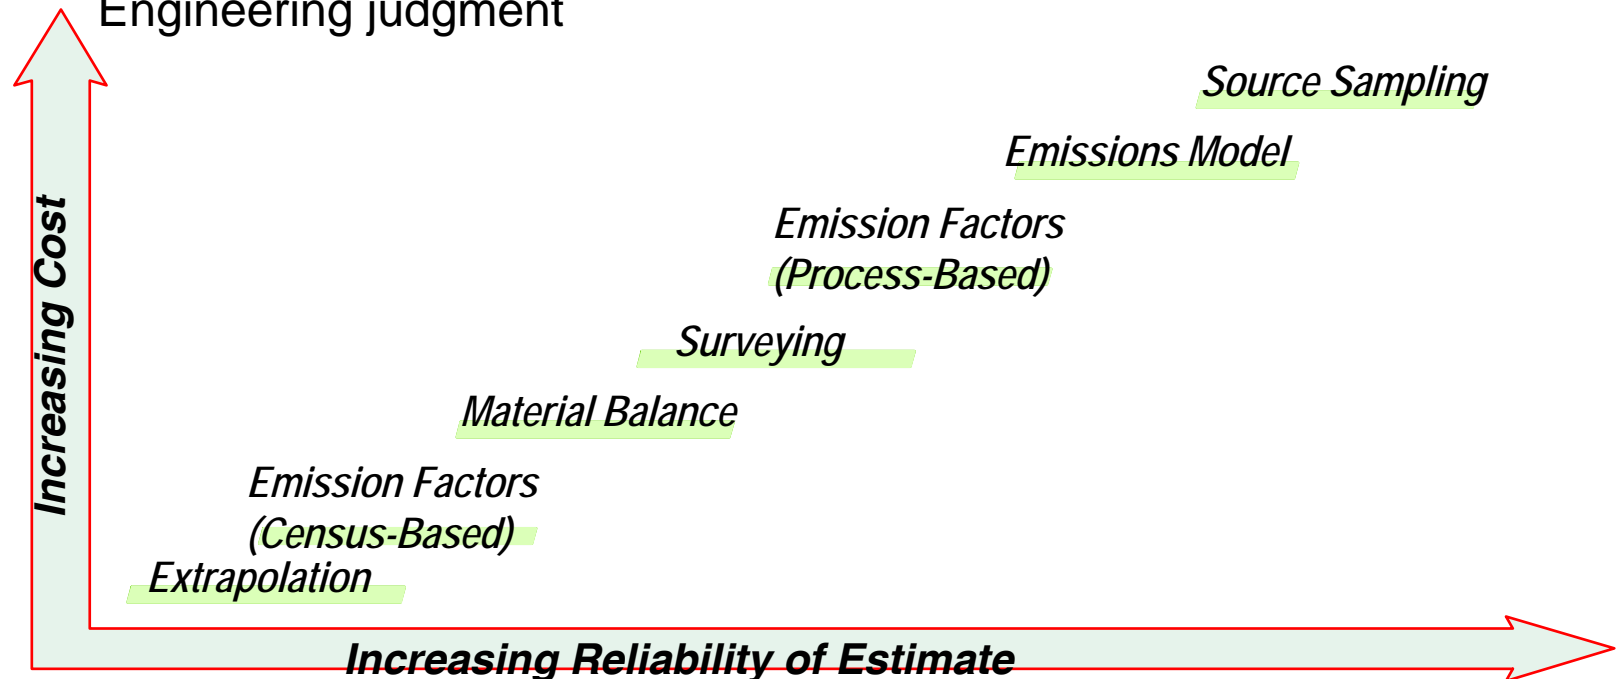 Engineering judgment
Source Sampling
Emissions Model
Emission Factors
(Process-Based)
Surveying
Material Balance
Emission Factors
(Census-Based)
Extrapolation
Increasing Cost
Increasing Reliability of Estimate